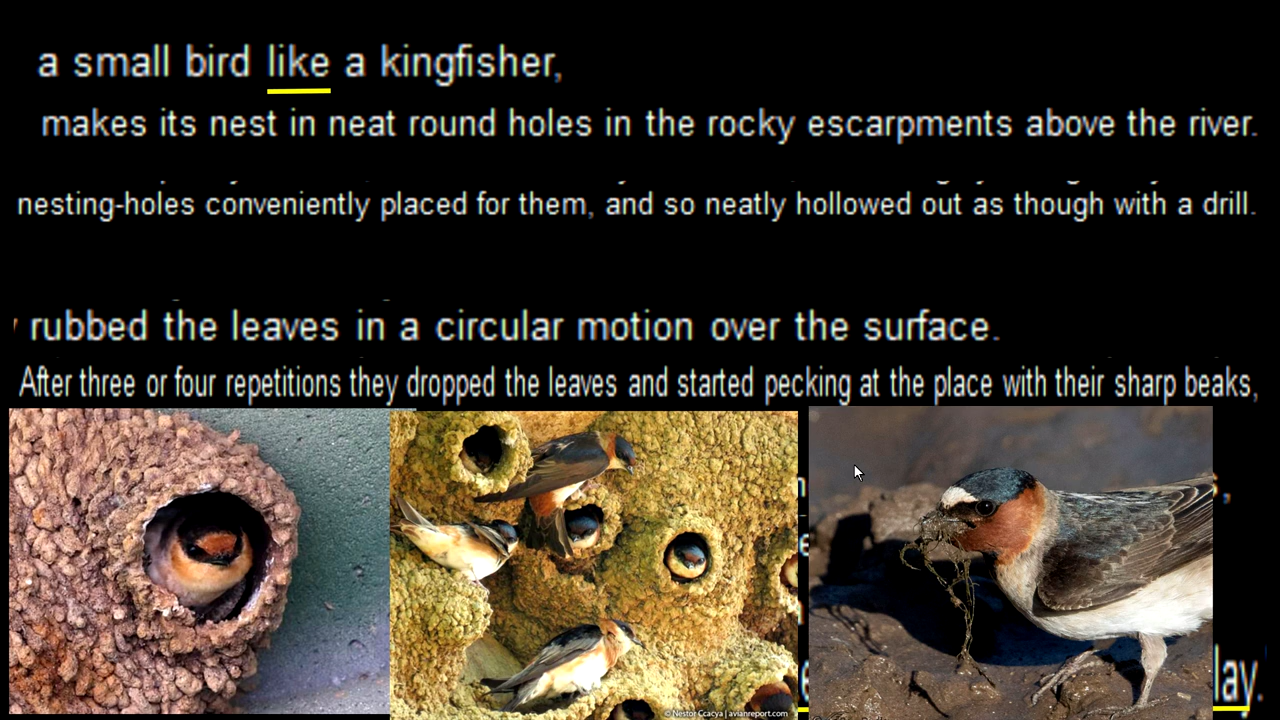 a small bird like a kingfisher,
makes its nest in neat round holes in the rocky escarpments above the river.
nesting-holes conveniently placed for them, and so neatly hollowed out as though with a drill.
rubbed the leaves in a circular motion over the surface.
After three or four repetitions they dropped the leaves and started pecking at the place with their sharp beaks,
lay.
© Nestor Ccacya | avianreport.com